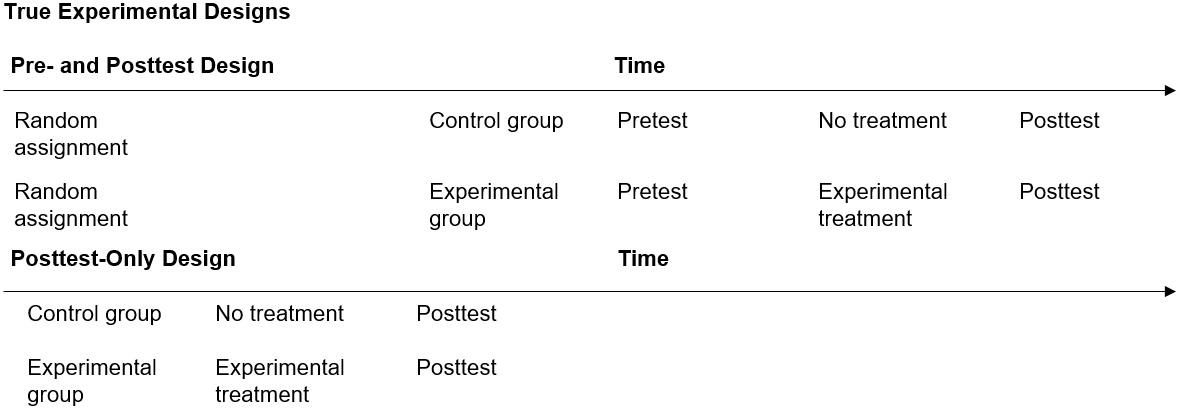 True Experimental Designs
Pre- and Posttest Design Time
Random Control group Pretest No treatment Posttest
assignment
Random Experimental Pretest Experimental Posttest
assignment group treatment
Posttest-Only Design Time
Control group No treatment Posttest
Experimental Experimental Posttest
group treatment